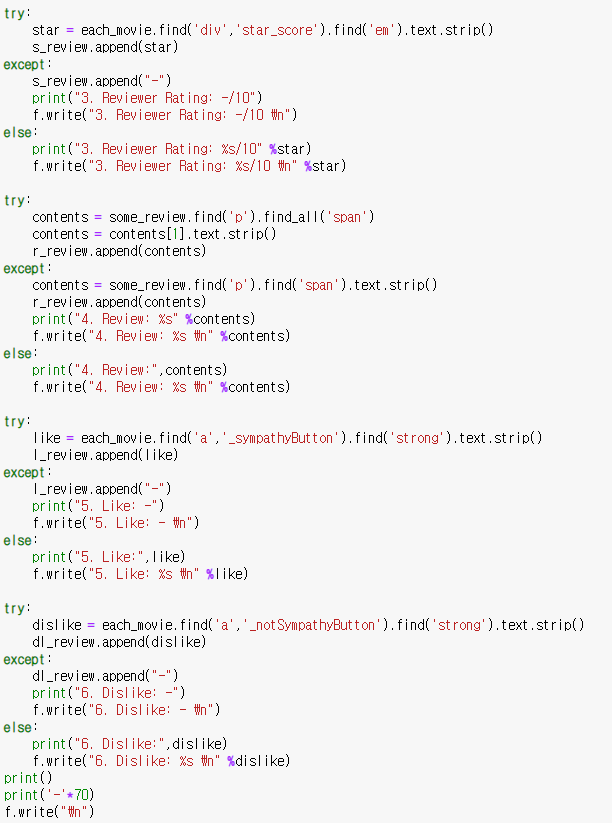 try:
    star = each_movie.find('div','star_score').find('em').text.strip()
    s_review.append(star)
except:
    s_review.append("-")
    print("3. Reviewer Rating: -/10")
    f.write("3. Reviewer Rating: -/10 ₩n")
else:
    print("3. Reviewer Rating: %s/10" %star)
    f.write("3. Reviewer Rating: %s/10 ₩n" %star)

try:
    contents = some_review.find('p').find_all('span')
    contents = contents[1].text.strip()
    r_review.append(contents)
except:
    contents = some_review.find('p').find('span').text.strip()
    r_review.append(contents)
    print("4. Review: %s" %contents)
    f.write("4. Review: %s ₩n" %contents)
else:
    print("4. Review:",contents)
    f.write("4. Review: %s ₩n" %contents)

try:
    like = each_movie.find('a','_sympathyButton').find('strong').text.strip()
    l_review.append(like)
except:
    l_review.append("-")
    print("5. Like: -")
    f.write("5. Like: - ₩n")
else:
    print("5. Like:",like)
    f.write("5. Like: %s ₩n" %like)

try:
    dislike = each_movie.find('a','_notSympathyButton').find('strong').text.strip()
    dl_review.append(dislike)
except:
    dl_review.append("-")
    print("6. Dislike: -")
    f.write("6. Dislike: - ₩n")
else:
    print("6. Dislike:",dislike)
    f.write("6. Dislike: %s ₩n" %dislike)
print()
print('-'*70)
f.write("₩n")